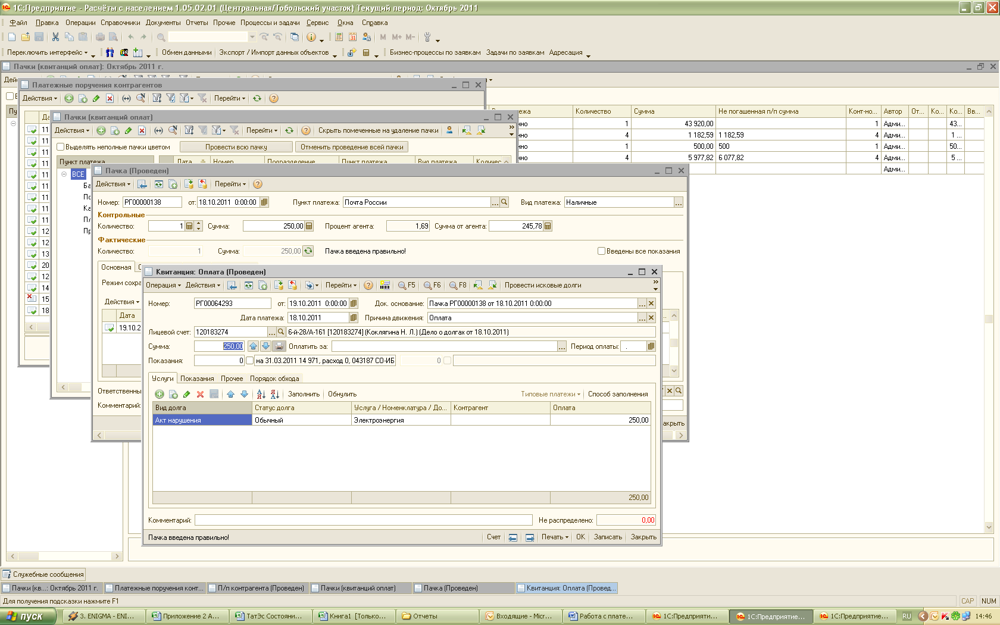 1С:Предприятие - Расчёты с населением 1.05.02.01 (Центральная/Тобольский участок) Текущий период: Октябрь 2011
Файл Правка Операции Справочники Документы Отчеты Прочие Процессы и задачи Сервис Окна Справка
M M+ M-
Переключить интерфейс Обмен данными Экспорт / Импорт данных объектов Бизнес-процессы по заявкам Задачи по заявкам Адресация
Пачки (квитанций оплат): Октябрь 2011 г.
Платежные поручения контрагентов
Действия Перейти
Количество Сумма Не погашенная п/п сумма Конт-но... Автор От... Ко... Ко... Вв...
1 43 920,00 1 Адми... 43...
4 1 182,59 1 182,59 4 Адми... 1 ...
1 500,00 500 1 Адми... 50...
4 5 977,82 6 077,82 4 Адми... 5 ...
Адми...
Пачки (квитанций оплат)
Действия Перейти Скрыть помеченные на удаление пачки
Выделять неполные пачки цветом Провести всю пачку Отменить проведение всей пачки
Пункт платежа Дата Номер Подразделение Пункт платежа Вид платежа Количес
ВСЕ
11
11
11
11
11
11
11
11
11
12
12
13
20
12
14
15
18
Пачка (Проведен)
Действия Перейти
Номер: РГ00000138 от: 18.10.2011 0:00:00 Пункт платежа: Почта России Вид платежа: Наличные
Контрольные
Количество: 1 Сумма: 250,00 Процент агента: 1,69 Сумма от агента: 245,78
Фактические
Количество: 1 Сумма: 250,00 Пачка введена правильно! Введены все показания
Основная
Режим сохра
Действия
Дата
19.10.2
Ответственны
Комментарий:
акрыть
Квитанция: Оплата (Проведен)
Операция Действия Перейти F5 F6 F8 Провести исковые долги
Номер: РГ00064293 от: 19.10.2011 0:00:00 Док. основание: Пачка РГ00000138 от 18.10.2011 0:00:00
Дата платежа: 18.10.2011 Причина движения: Оплата
Лицевой счет: 120183274 6-й-28/А-161 [120183274] (Коклягина Н. Л.) (Дело о долгах от 18.10.2011)
Сумма: 250,00 Оплатить за: Период оплаты: .
Показания: 0 на 31.03.2011 14 971, расход 0, 043187 СО-ИБ 0
Услуги Показания Прочее Порядок обхода
Заполнить Обнулить Типовые платежи Способ заполнения
Вид долга Статус долга Услуга / Номенклатура / До... Контрагент Оплата
Акт нарушения Обычный Электроэнергия 250,00
250,00
Комментарий: Не распределено: 0,00
Пачка введена правильно! Счет Печать OK Записать Закрыть
Служебные сообщения
Пачки (кв...: Октябрь 2011 г. Платежные поручения конт... П/п контрагента (Проведен) Пачки (квитанций оплат) Пачка (Проведен) Квитанция: Оплата (Провед...
Для получения подсказки нажмите F1 CAP NUM
пуск 3. ENIGMA - ENI... Приложение 2 А... ТатЭс Состояни... Книга1 [Только... Отчеты Входящие - Micr... Работа с плате... 1С:Предприяти... 1С:Предприятие... 1С:Предприяти... RU 14:46